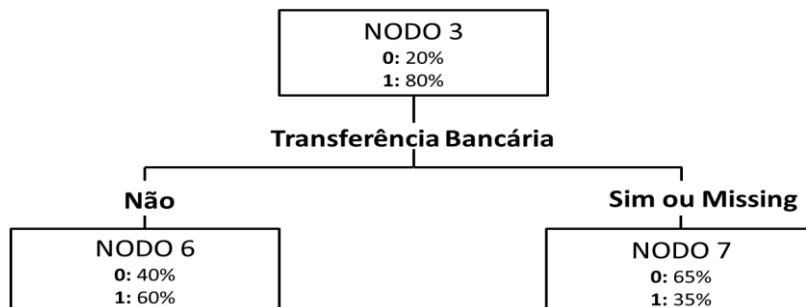 NODO 3
0: 20%
1: 80%
Transferência Bancária
Não
Sim ou Missing
NODO 6
0: 40%
1: 60%
NODO 7
0: 65%
1: 35%